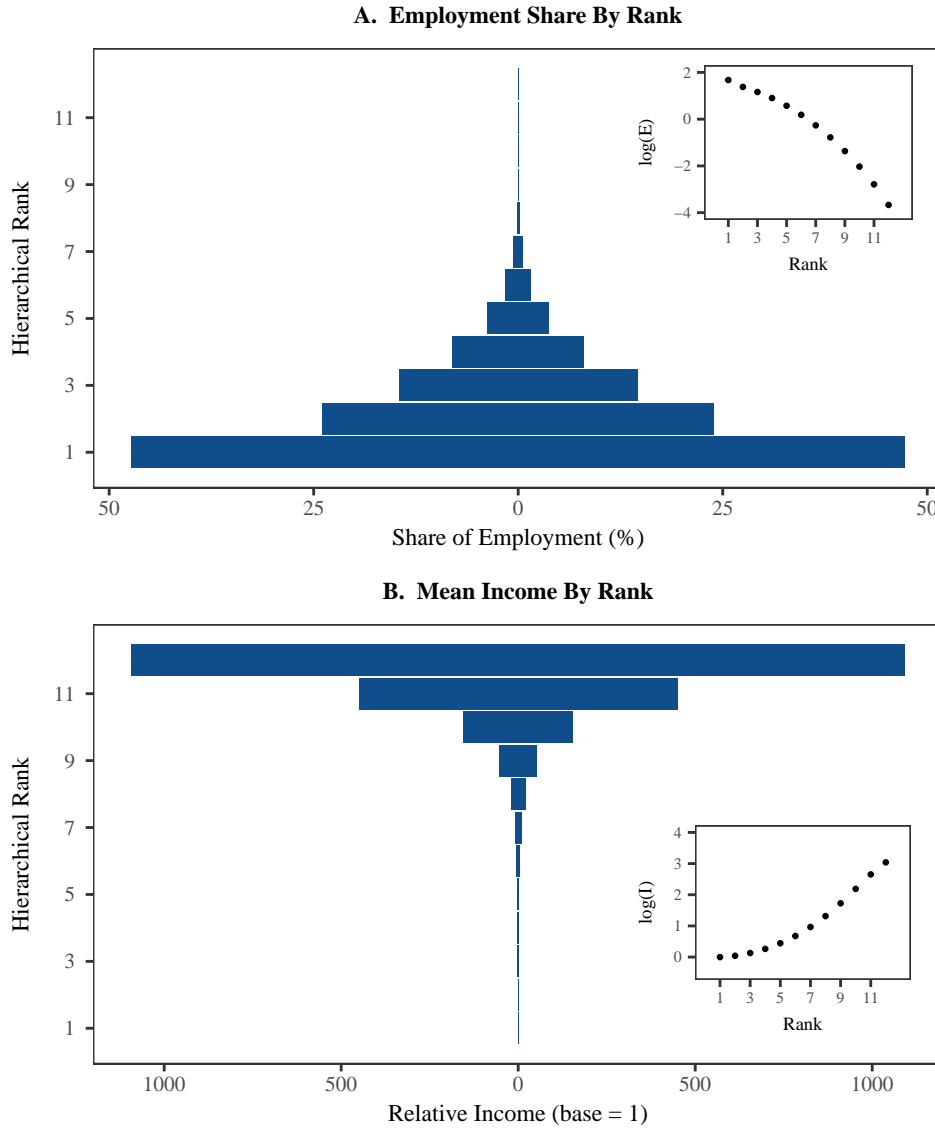 A. Employment Share By Rank
Hierarchical Rank
11
9
7
5
3
1
50 25 0 25 50
Share of Employment (%)
log(E)
2
0
−2
−4
1 3 5 7 9 11
Rank
B. Mean Income By Rank
Hierarchical Rank
11
9
7
5
3
1
1000 500 0 500 1000
Relative Income (base = 1)
log(I)
4
3
2
1
0
1 3 5 7 9 11
Rank